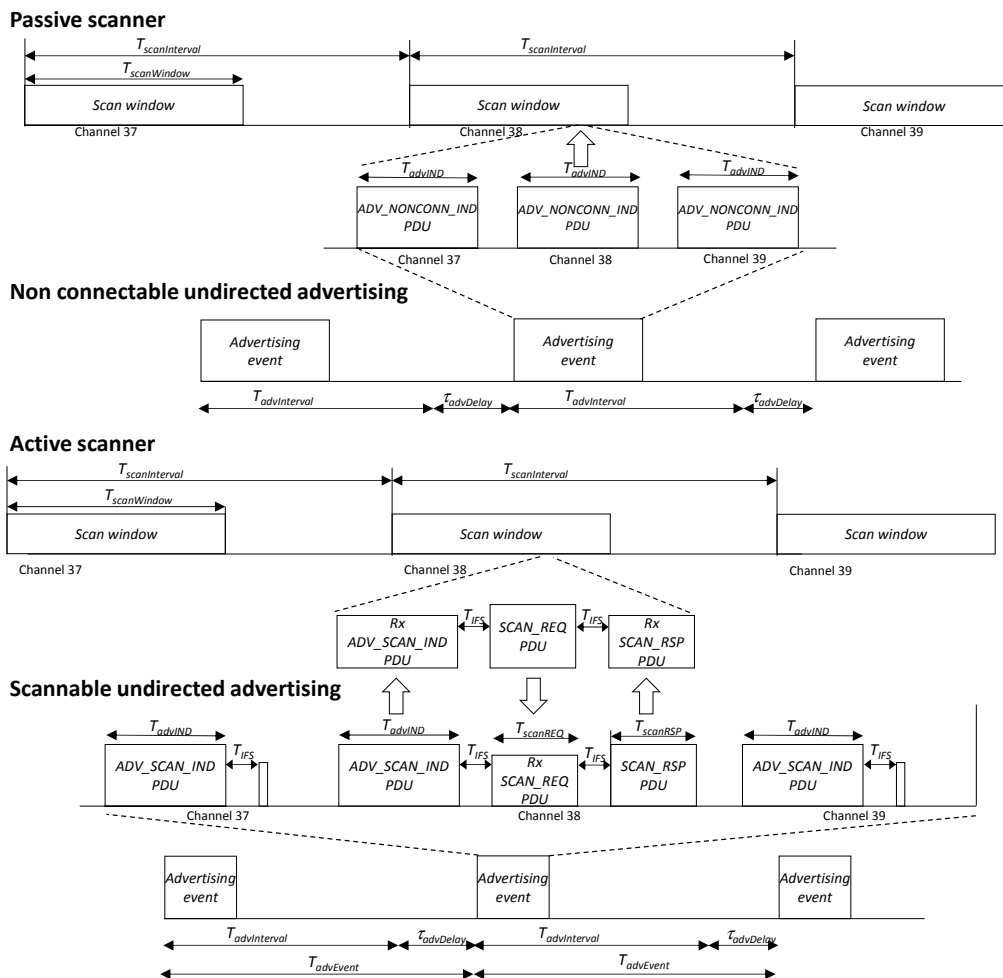 Passive scanner
TscanInterval TscanInterval
TscanWindow
Scan window Scan window Scan window
Channel 37 Channel 38 Channel 39
TadvIND TadvIND TadvIND
ADV_NONCONN_IND PDU ADV_NONCONN_IND PDU ADV_NONCONN_IND PDU
Channel 37 Channel 38 Channel 39
Non connectable undirected advertising
Advertising event Advertising event Advertising event
TadvInterval τadvDelay TadvInterval τadvDelay
Active scanner
TscanInterval TscanInterval
TscanWindow
Scan window Scan window Scan window
Channel 37 Channel 38 Channel 39
Rx ADV_SCAN_IND PDU TIFS SCAN_REQ PDU TIFS Rx SCAN_RSP PDU
Scannable undirected advertising
TadvIND TadvIND TscanREQ TscanRSP TadvIND
ADV_SCAN_IND PDU TIFS ADV_SCAN_IND PDU TIFS Rx SCAN_REQ PDU TIFS SCAN_RSP PDU ADV_SCAN_IND PDU TIFS
Channel 37 Channel 38 Channel 39
Advertising event Advertising event Advertising event
TadvInterval τadvDelay TadvInterval τadvDelay
TadvEvent TadvEvent